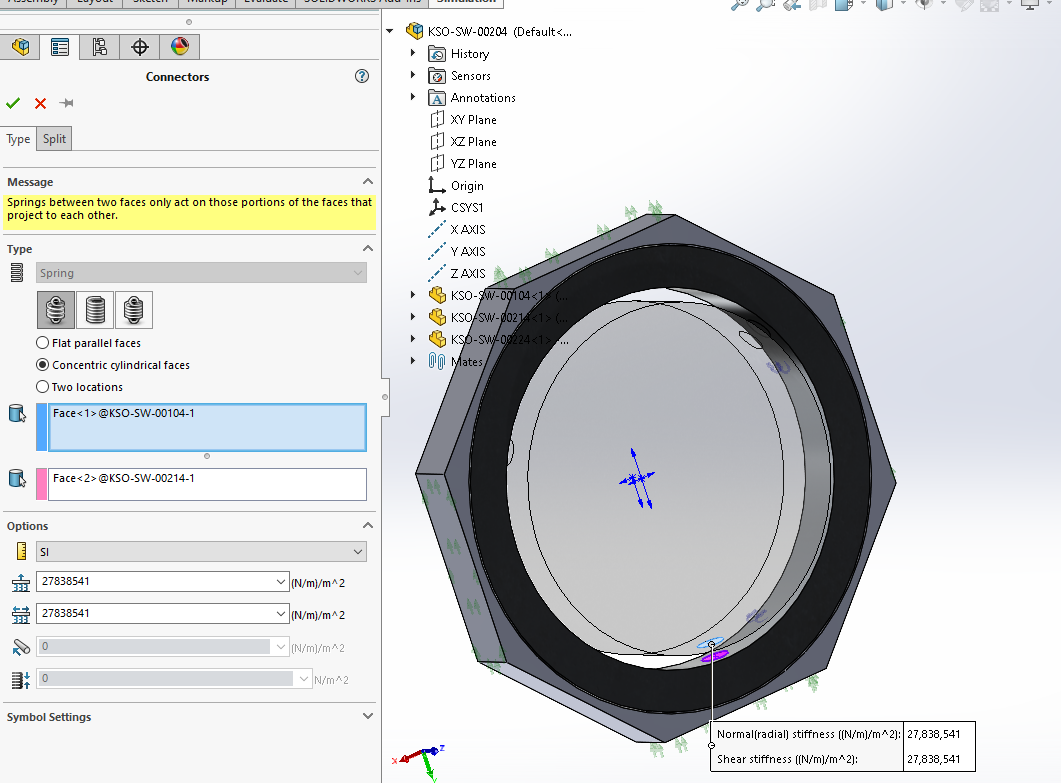 Assembly Layout Sketch Markup Evaluate SOLIDWORKS Add-Ins Simulation
Connectors
Type Split
Message
Springs between two faces only act on those portions of the faces that
project to each other.
Type
Spring
Flat parallel faces
Concentric cylindrical faces
Two locations
Face<1>@KSO-SW-00104-1
Face<2>@KSO-SW-00214-1
Options
SI
27838541 (N/m)/m^2
27838541 (N/m)/m^2
0 (N/m)/m^2
0 N/m^2
Symbol Settings
KSO-SW-00204 (Default<...
History
Sensors
Annotations
XY Plane
XZ Plane
YZ Plane
Origin
CSYS1
X AXIS
Y AXIS
Z AXIS
KSO-SW-00104<1> (...
KSO-SW-00214<1> (...
KSO-SW-00224<1> ...
Mates
Normal(radial) stiffness ((N/m)/m^2): 27,838,541
Shear stiffness ((N/m)/m^2): 27,838,541
X
Y
Z